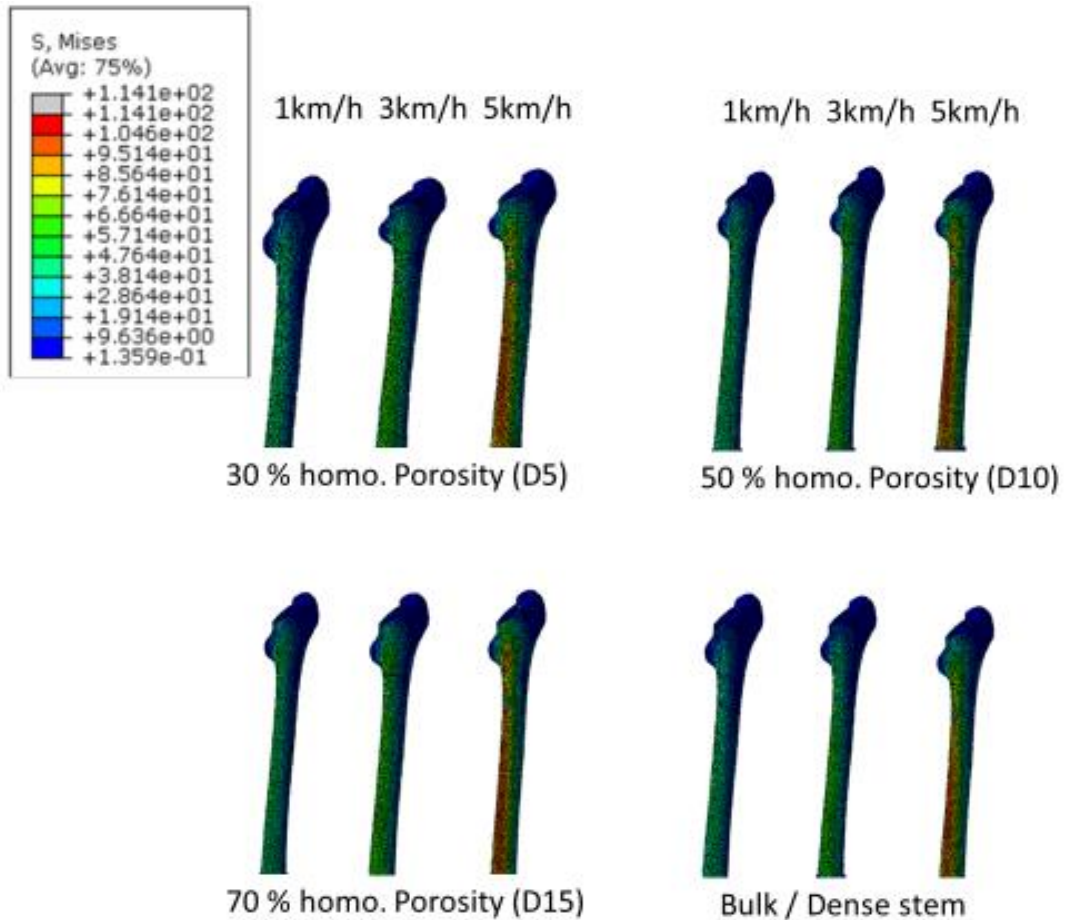 S, Mises
(Avg: 75%)
+1.141e+02
+1.141e+02
+1.046e+02
+9.514e+01
+8.564e+01
+7.614e+01
+6.664e+01
+5.714e+01
+4.764e+01
+3.814e+01
+2.864e+01
+1.914e+01
+9.636e+00
+1.359e-01
1km/h 3km/h 5km/h
1km/h 3km/h 5km/h
30 % homo. Porosity (D5)
50 % homo. Porosity (D10)
70 % homo. Porosity (D15)
Bulk / Dense stem